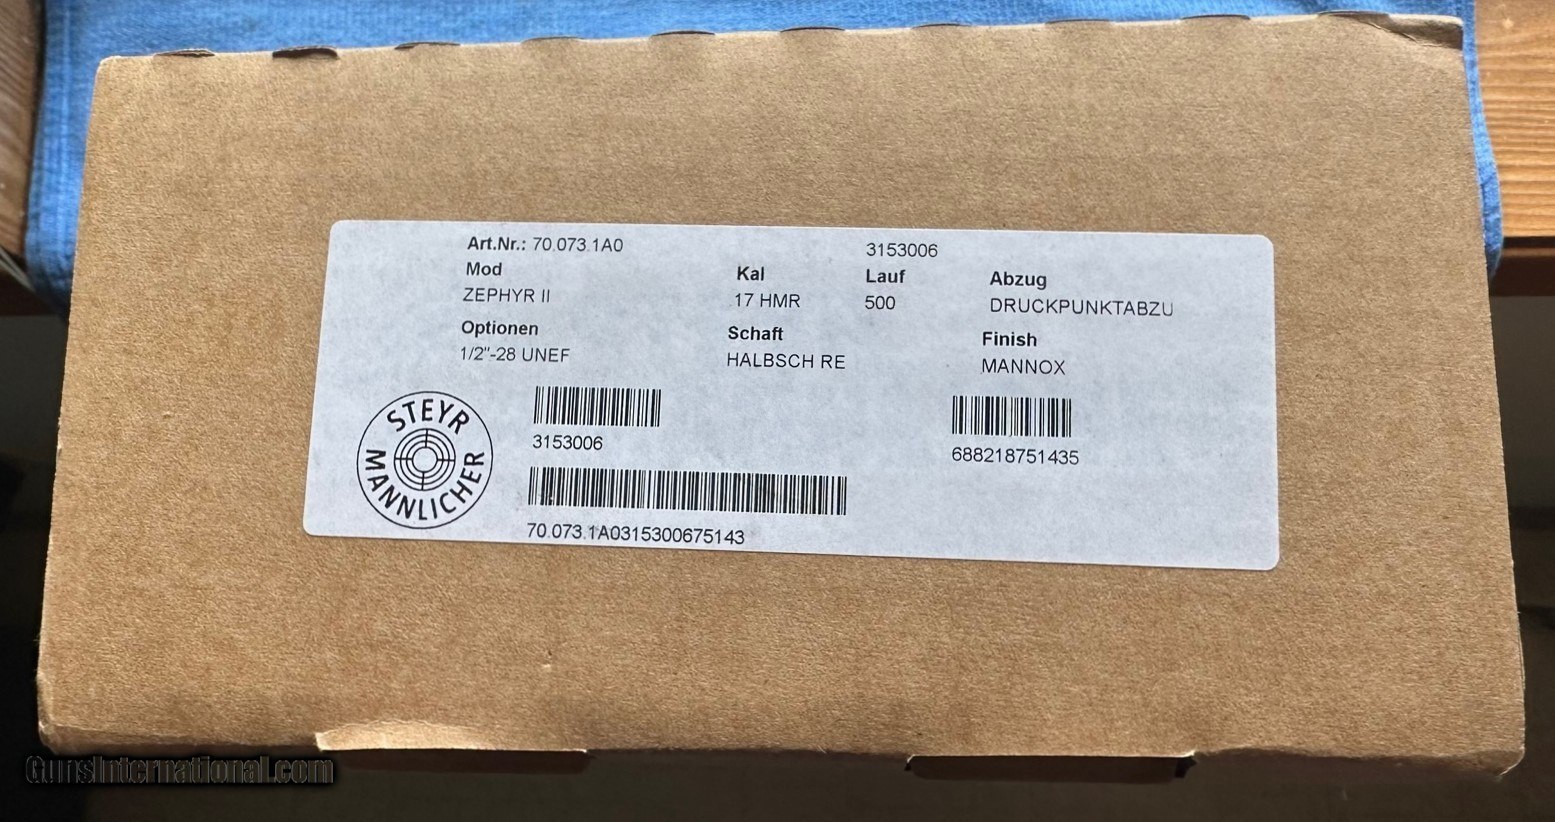 Art.Nr.: 70.073.1A0 3153006
Mod Kal Lauf Abzug
ZEPHYR II 17 HMR 500 DRUCKPUNKTABZU
Optionen Schaft Finish
1/2"-28 UNEF HALBSCH RE MANNOX
STEYR
MANNLICHER
3153006 688218751435
70.073.1A0315300675143
GunsInternational.com